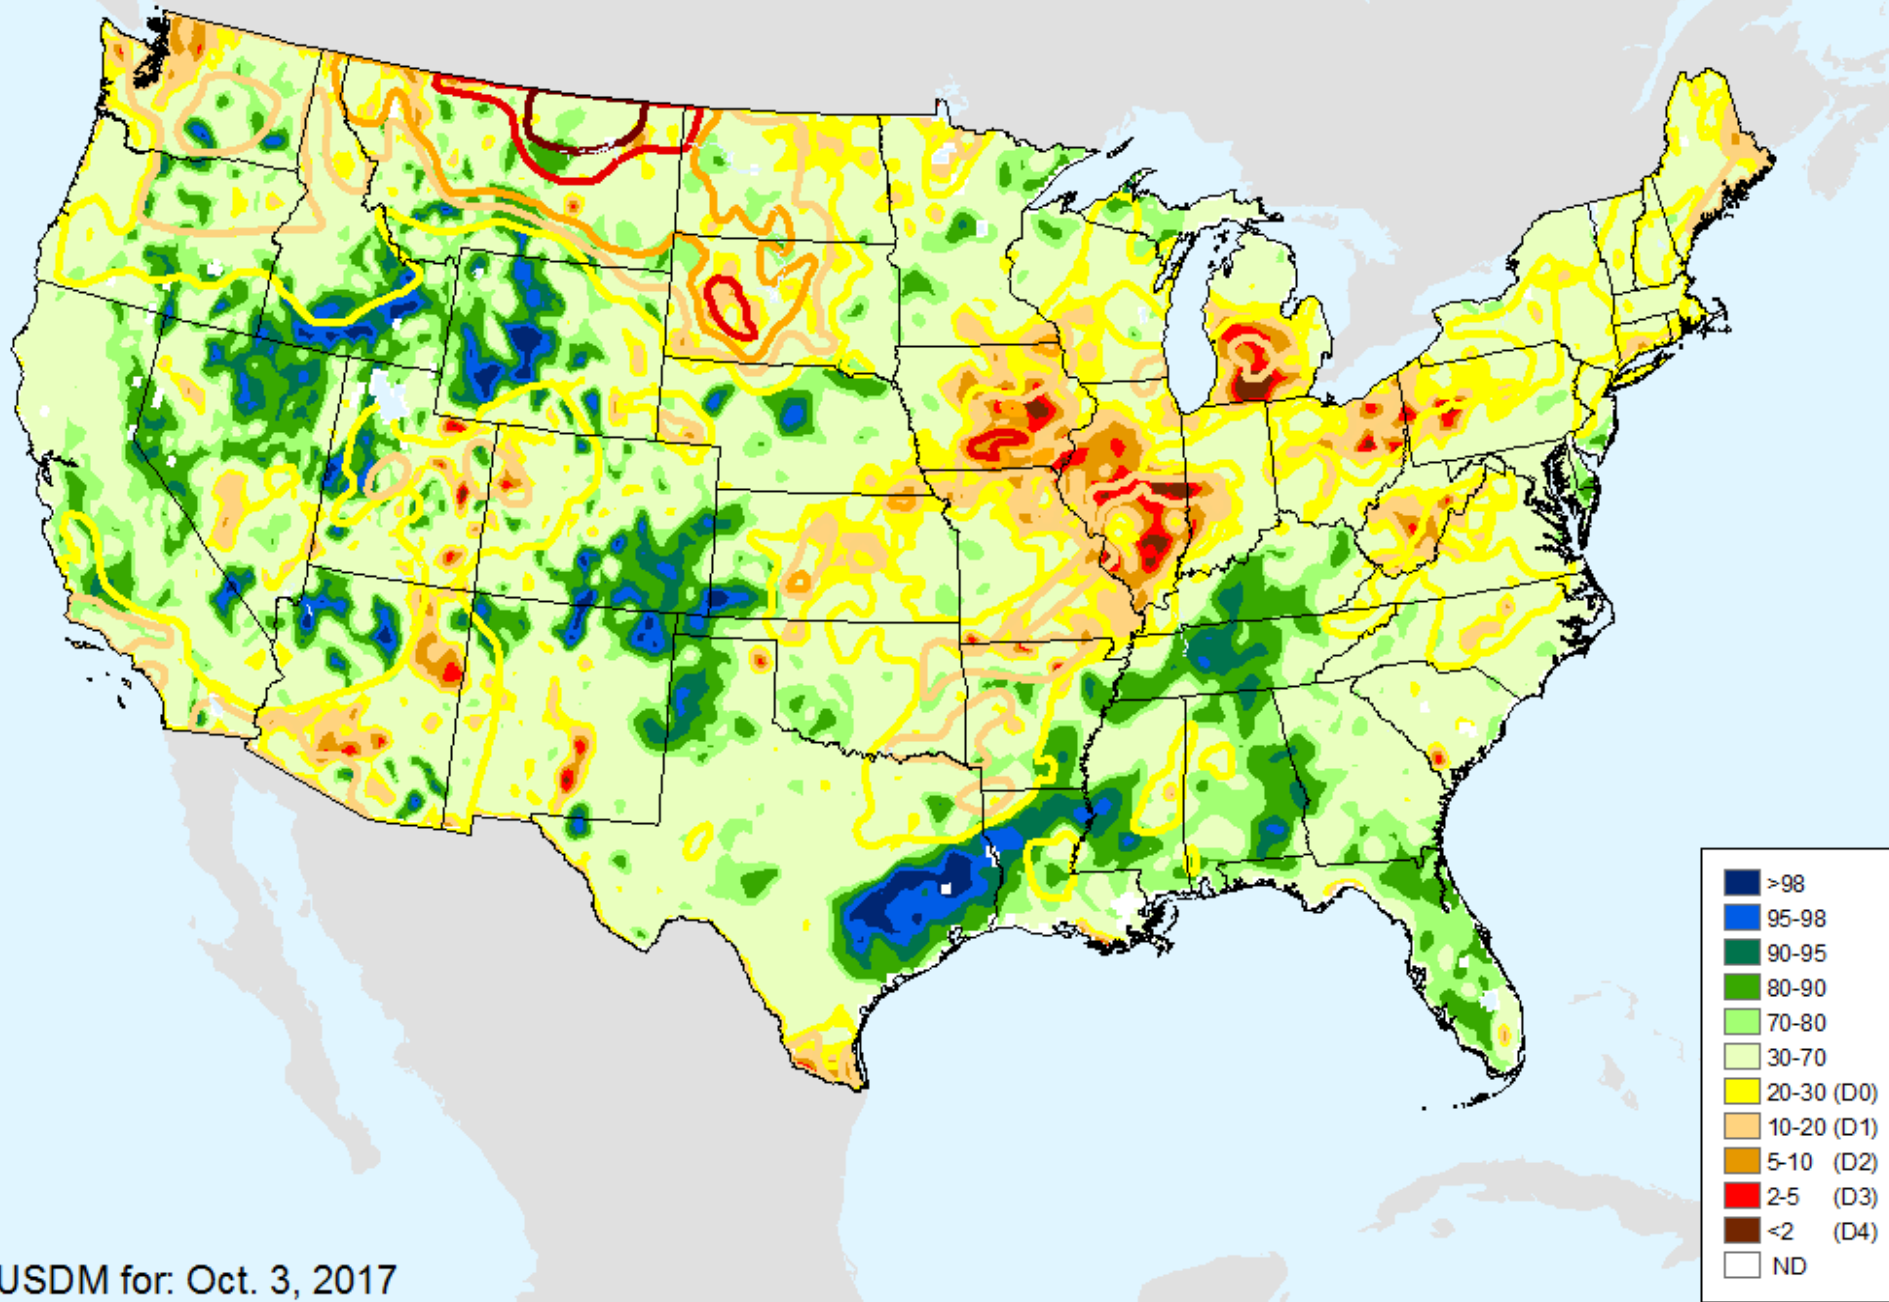 >98
95-98
90-95
80-90
70-80
30-70
20-30 (D0)
10-20 (D1)
5-10 (D2)
2-5 (D3)
<2 (D4)
ND
USDM for: Oct. 3, 2017